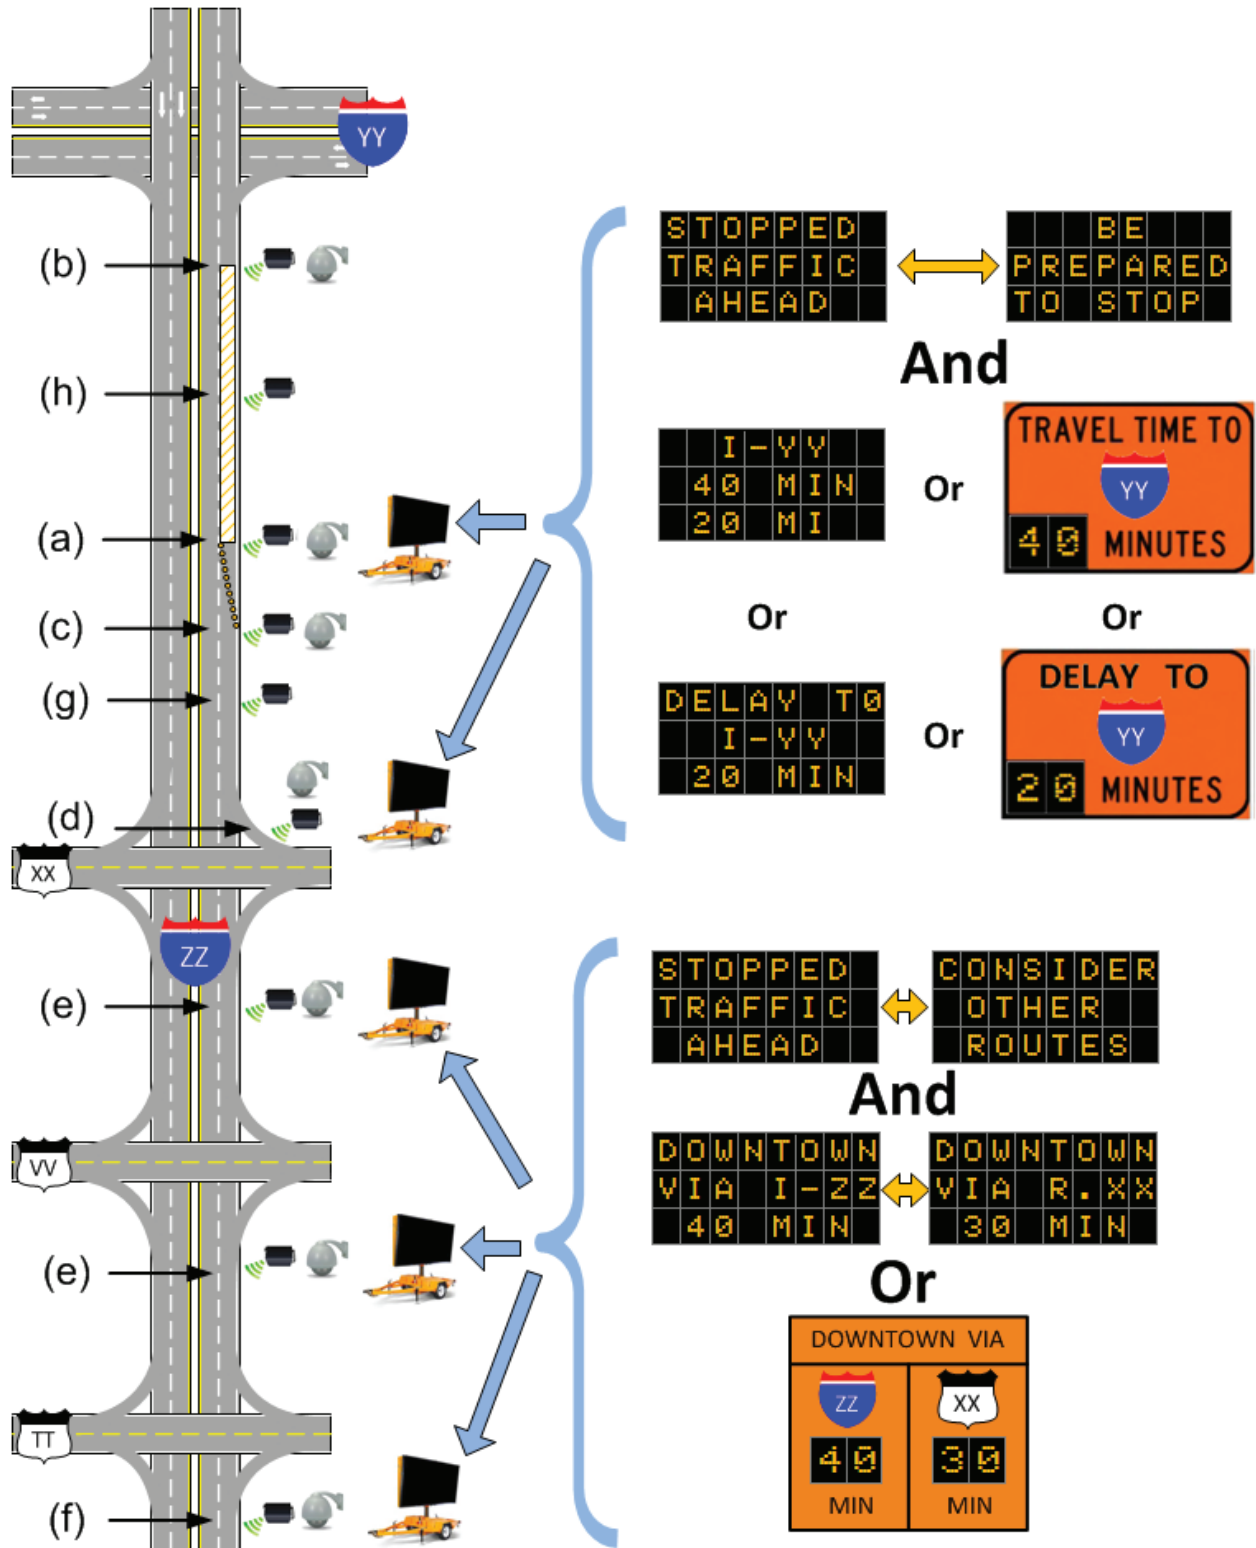 YY
(b)
STOPPED
TRAFFIC
AHEAD
BE
PREPARED
TO STOP
And
(h)
I-YY
40 MIN
20 MI
Or
TRAVEL TIME TO
YY
40 MINUTES
(a)
(c)
Or
Or
(g)
DELAY TO
I-YY
20 MIN
Or
DELAY TO
YY
20 MINUTES
(d)
XX
ZZ
(e)
STOPPED
TRAFFIC
AHEAD
CONSIDER
OTHER
ROUTES
And
VV
DOWNTOWN
VIA I-ZZ
40 MIN
DOWNTOWN
VIA R.XX
30 MIN
(e)
Or
DOWNTOWN VIA
ZZ
XX
40
30
MIN
MIN
TT
(f)